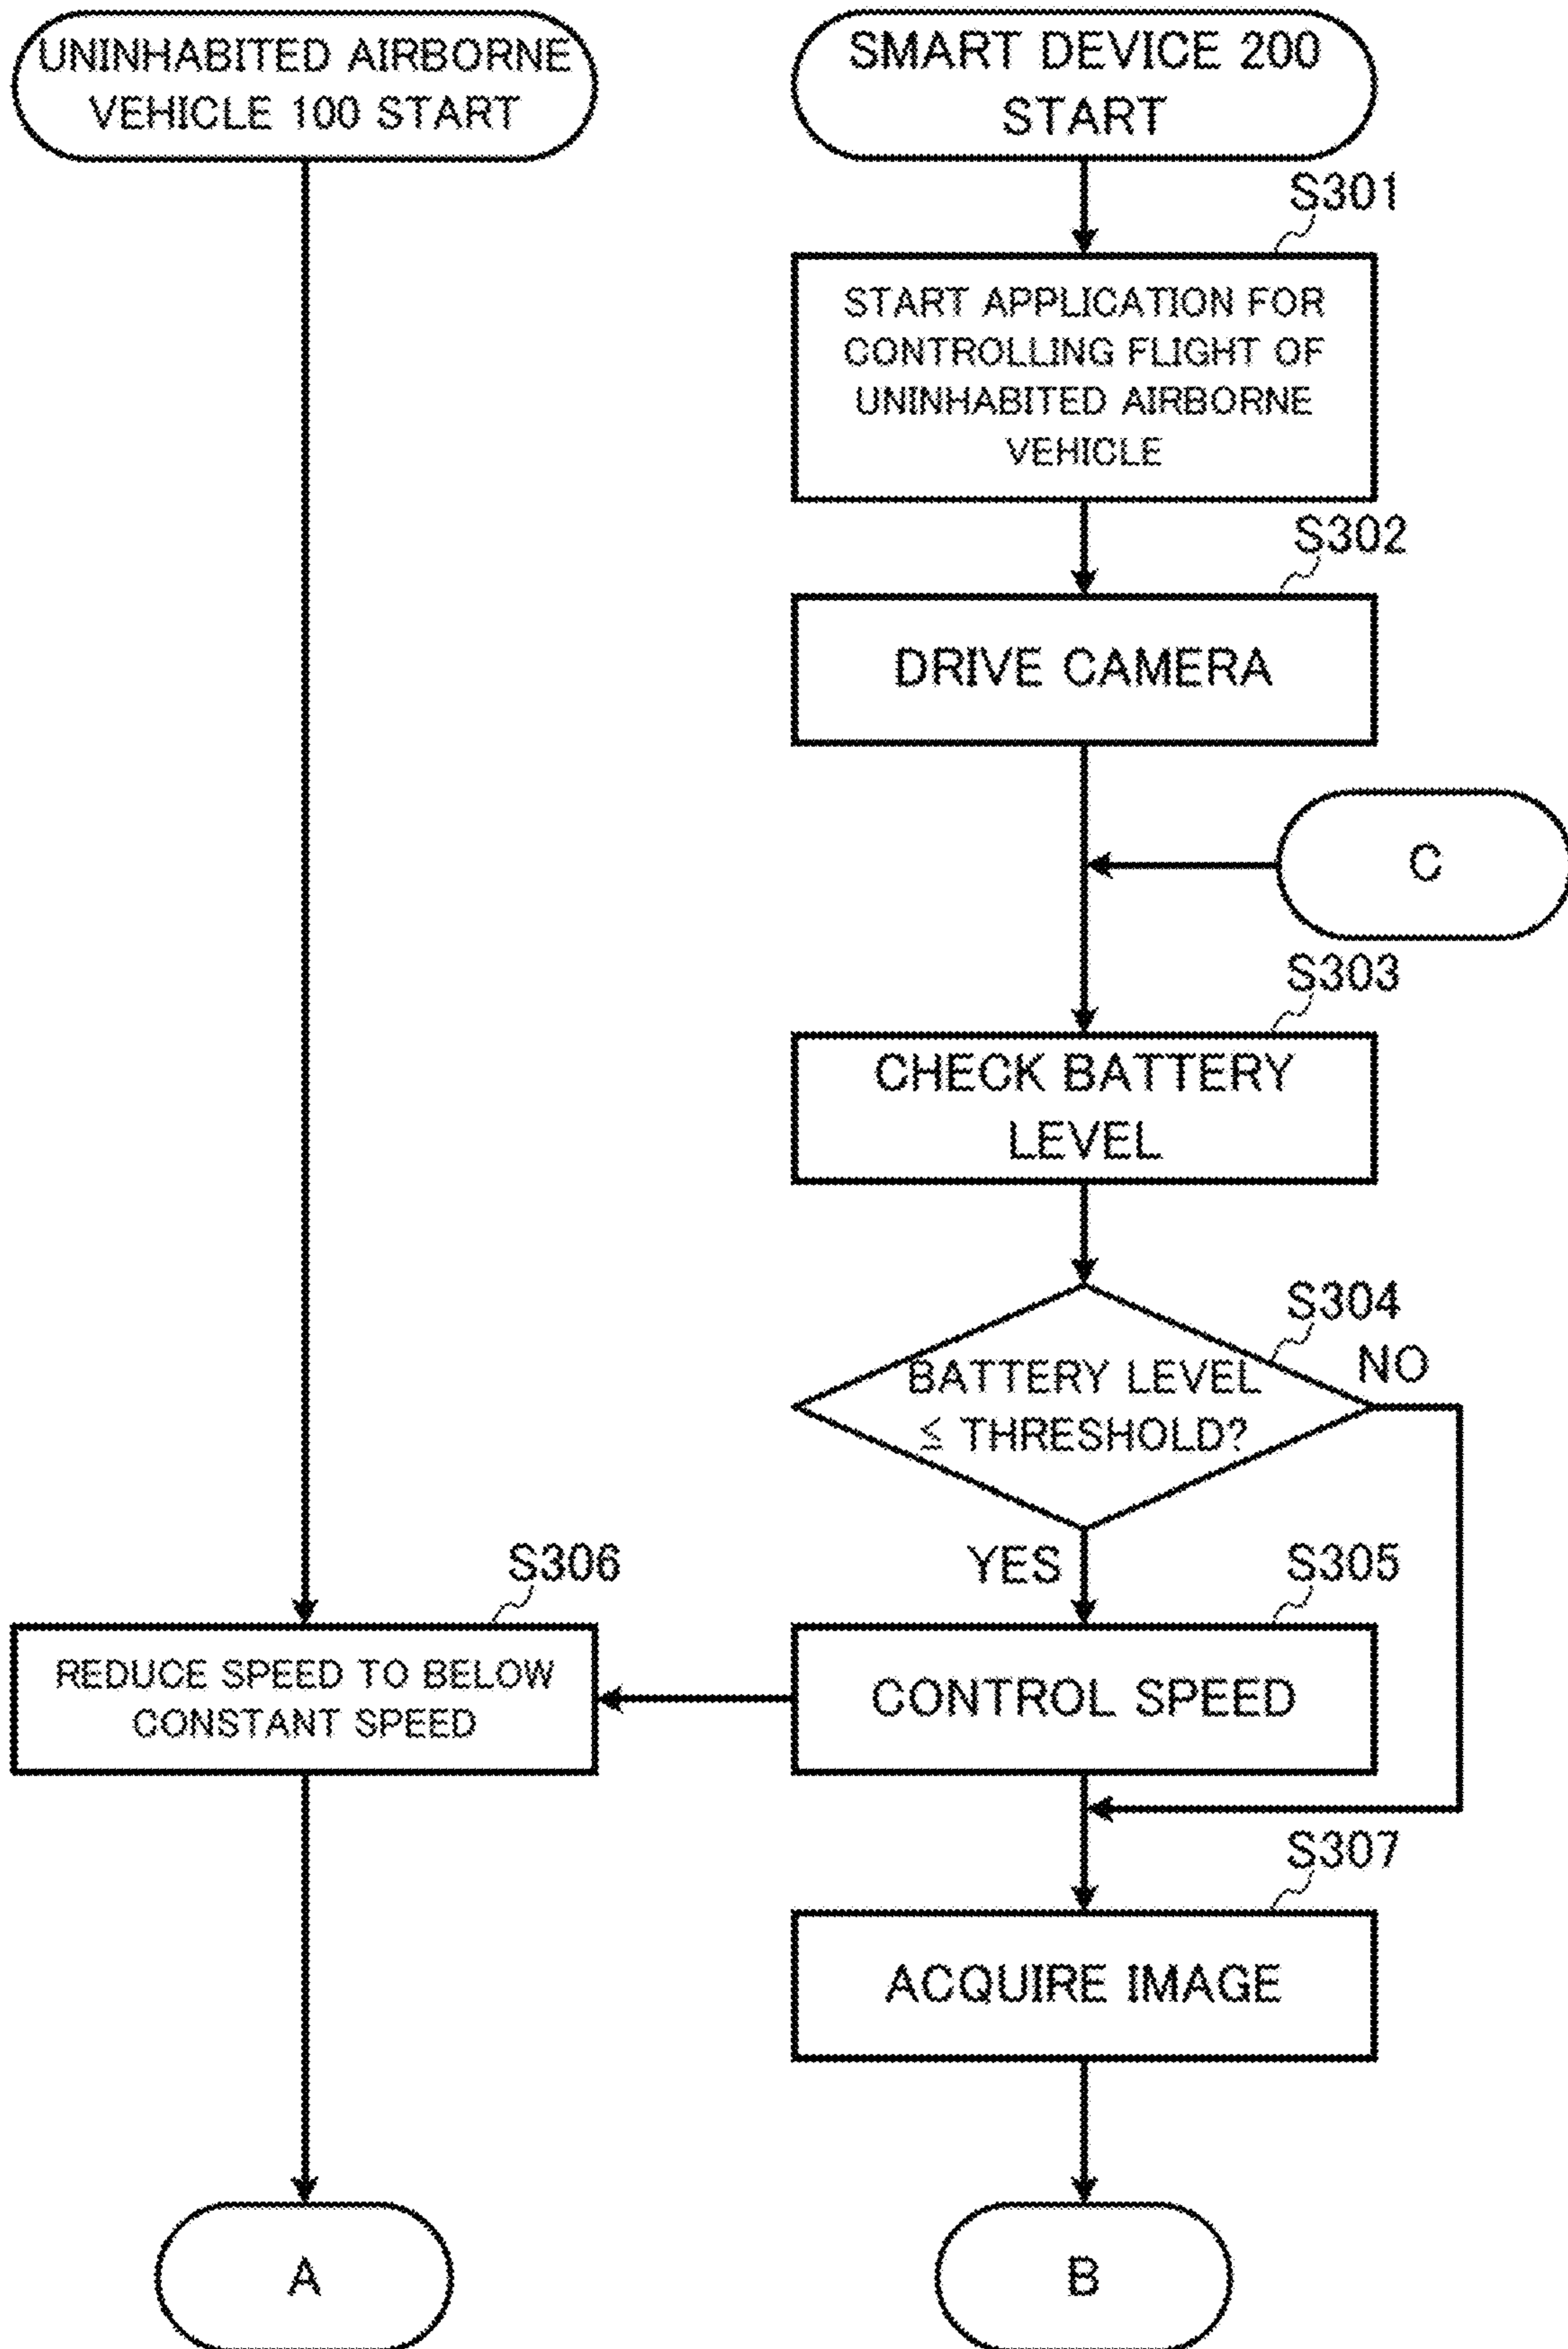 UNINHABITED AIRBORNE
VEHICLE 100 START
SMART DEVICE 200
START
S301
START APPLICATION FOR
CONTROLLING FLIGHT OF
UNINHABITED AIRBORNE
VEHICLE
S302
DRIVE CAMERA
C
S303
CHECK BATTERY
LEVEL
S304
BATTERY LEVEL
≦ THRESHOLD?
NO
YES
S305
CONTROL SPEED
S306
REDUCE SPEED TO BELOW
CONSTANT SPEED
S307
ACQUIRE IMAGE
A
B